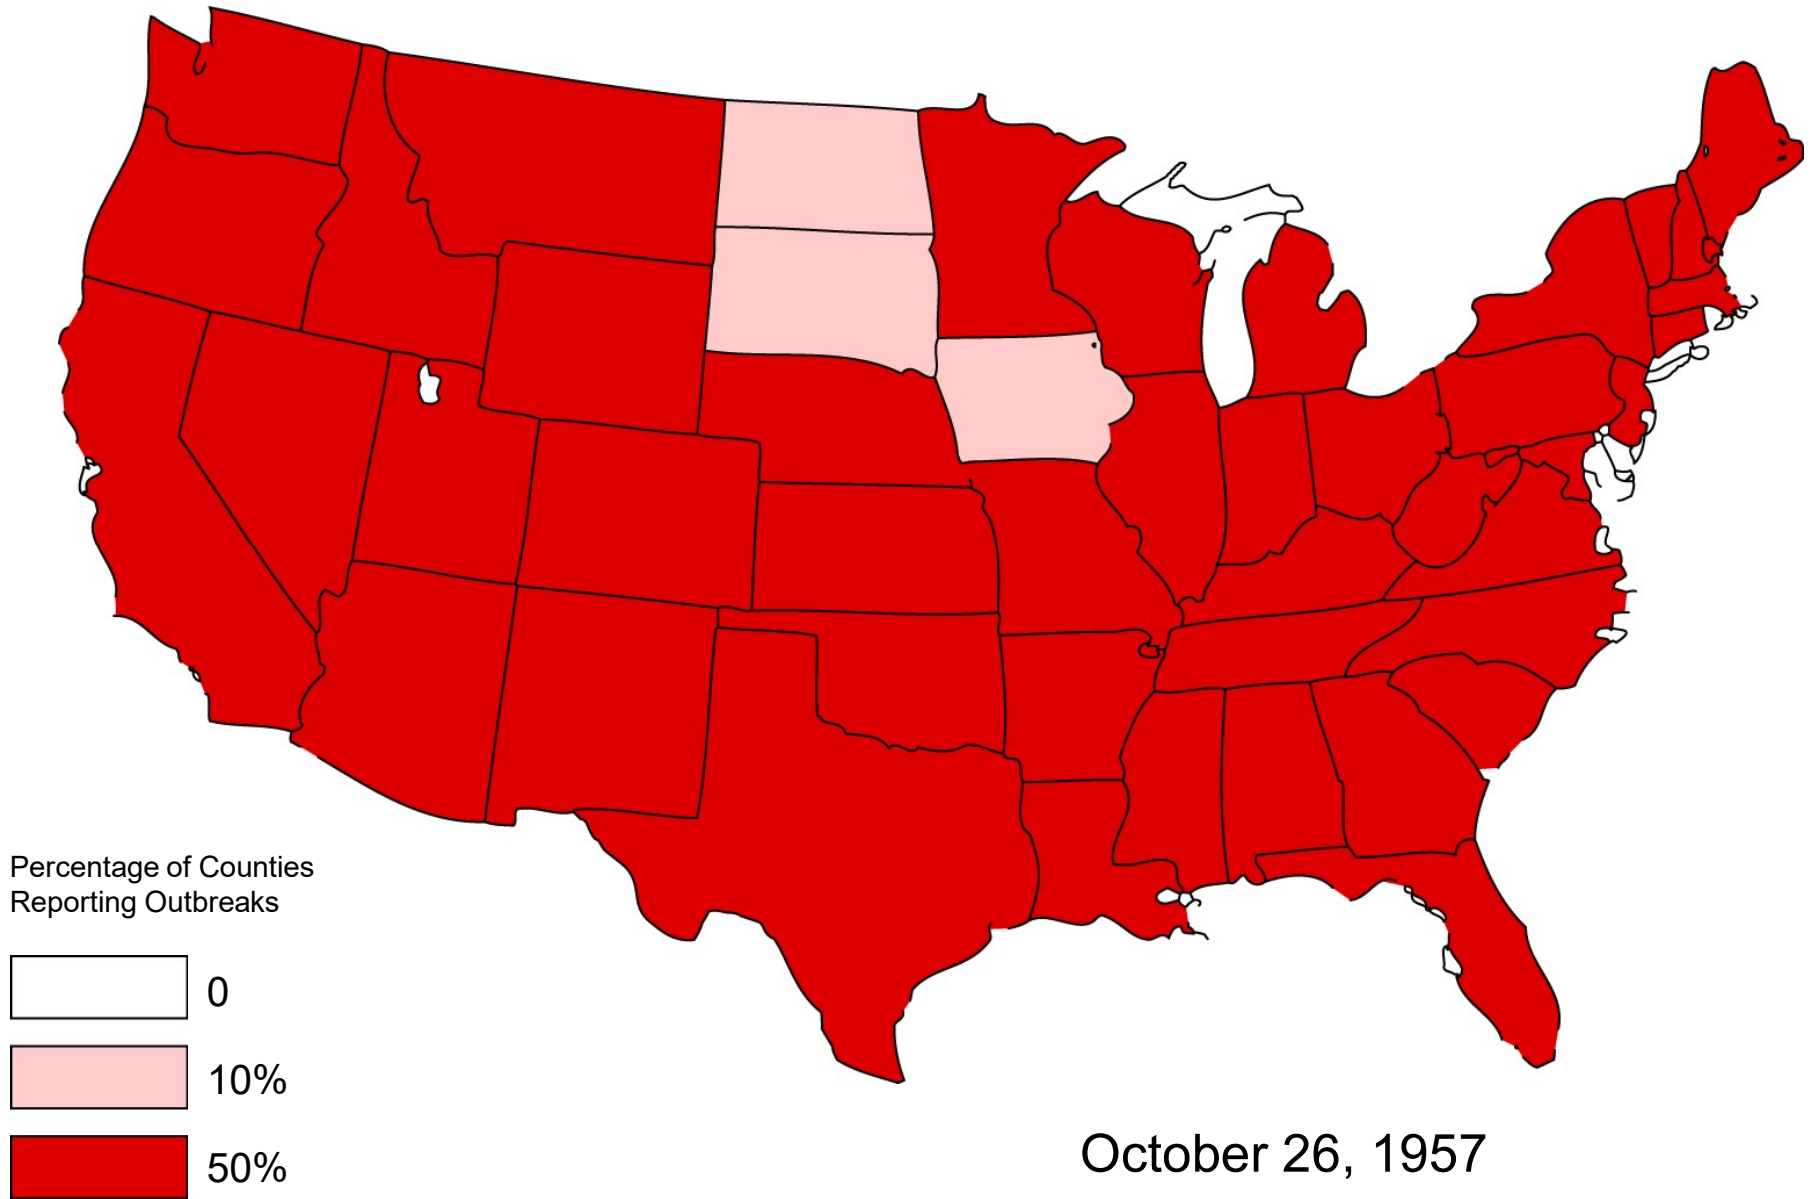 Percentage of Counties
Reporting Outbreaks
0
10%
50%
October 26, 1957